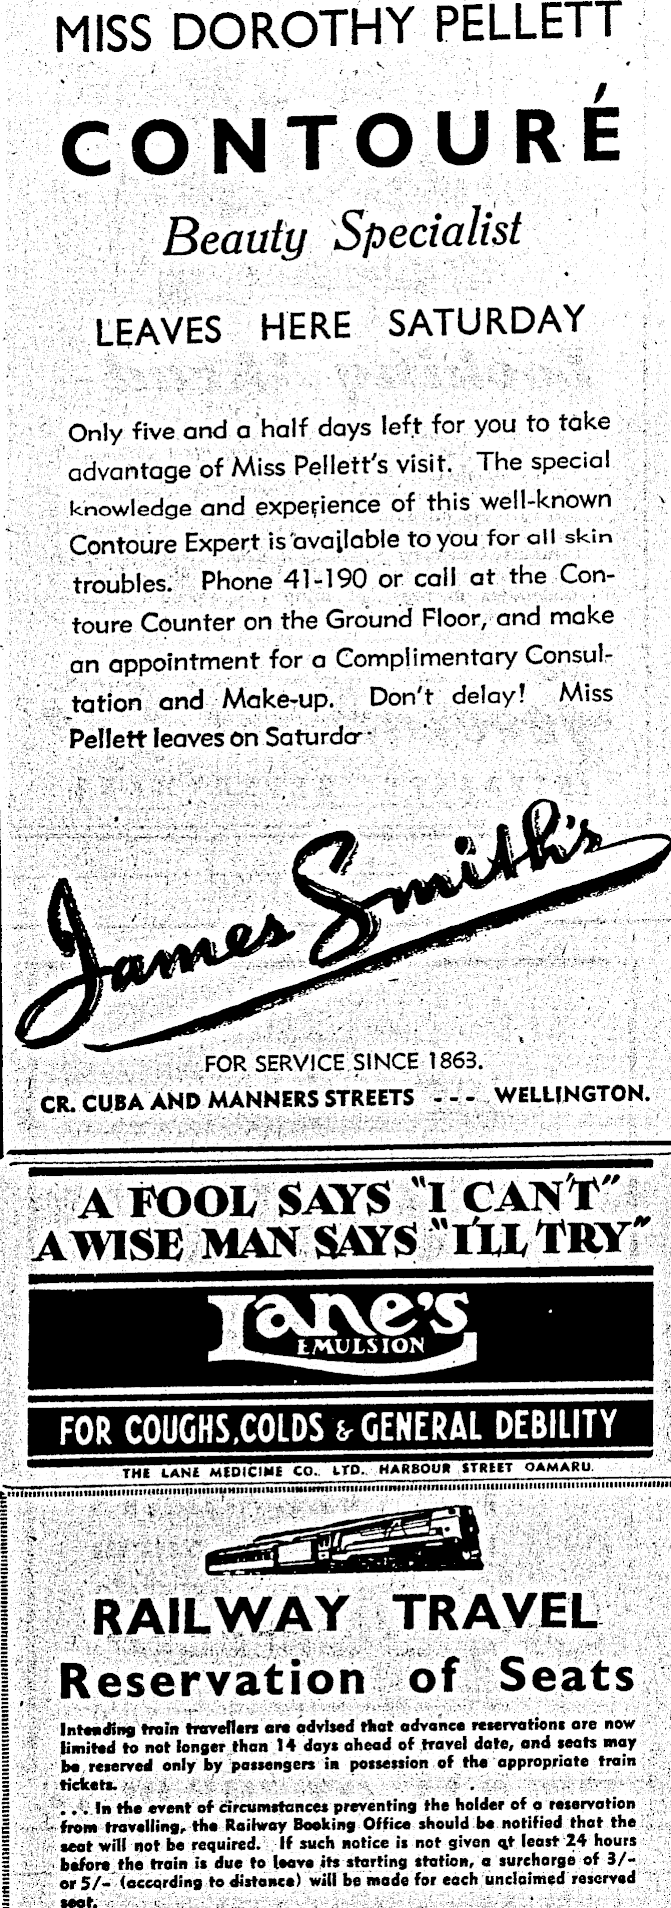 MISS DOROTHY PELLETT
CONTOURÉ
Beauty Specialist
LEAVES HERE SATURDAY
Only five and a half days left for you to take
advantage of Miss Pellett's visit. The special
knowledge and experience of this well-known
Contoure Expert is available to you for all skin
troubles. Phone 41-190 or call at the Con-
toure Counter on the Ground Floor, and make
an appointment for a Complimentary Consul-
tation and Make-up. Don't delay! Miss
Pellett leaves on Saturda
James Smith's
FOR SERVICE SINCE 1863.
CR. CUBA AND MANNERS STREETS - - - WELLINGTON.
A FOOL SAYS "I CAN'T"
A WISE MAN SAYS "I'LL TRY"
Lane's
EMULSION
FOR COUGHS, COLDS & GENERAL DEBILITY
THE LANE MEDICINE CO., LTD., HARBOUR STREET OAMARU.
RAILWAY TRAVEL
Reservation of Seats
Intending train travellers are advised that advance reservations are now
limited to not longer than 14 days ahead of travel date, and seats may
be reserved only by passengers in possession of the appropriate train
tickets.
... In the event of circumstances preventing the holder of a reservation
from travelling, the Railway Booking Office should be notified that the
seat will not be required. If such notice is not given at least 24 hours
before the train is due to leave its starting station, a surcharge of 3/-
or 5/- (according to distance) will be made for each unclaimed reserved
seat.